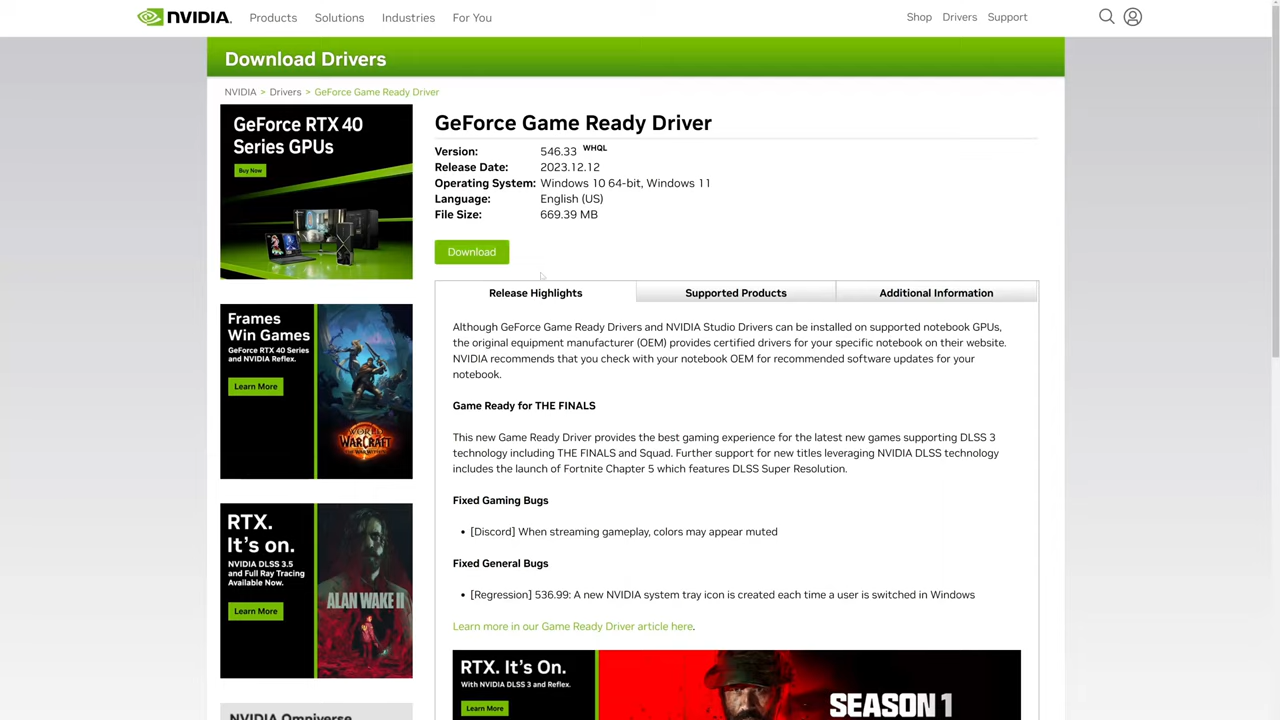 NVIDIA.
Products
Solutions
Industries
For You
Shop
Drivers
Support
Download Drivers
NVIDIA > Drivers > GeForce Game Ready Driver
GeForce RTX 40
Series GPUs
Buy Now
Frames
Win Games
GeForce RTX 40 Series
and NVIDIA Reflex.
Learn More
WORLD
WARCRAFT
RTX.
It's on.
NVIDIA DLSS 3.5
and Full Ray Tracing
Available Now.
Learn More
ALAN WAKE II
NVIDIA Omniverse
GeForce Game Ready Driver
Version: 546.33 WHQL
Release Date: 2023.12.12
Operating System: Windows 10 64-bit, Windows 11
Language: English (US)
File Size: 669.39 MB
Download
Release Highlights
Supported Products
Additional Information
Although GeForce Game Ready Drivers and NVIDIA Studio Drivers can be installed on supported notebook GPUs,
the original equipment manufacturer (OEM) provides certified drivers for your specific notebook on their website.
NVIDIA recommends that you check with your notebook OEM for recommended software updates for your
notebook.
Game Ready for THE FINALS
This new Game Ready Driver provides the best gaming experience for the latest new games supporting DLSS 3
technology including THE FINALS and Squad. Further support for new titles leveraging NVIDIA DLSS technology
includes the launch of Fortnite Chapter 5 which features DLSS Super Resolution.
Fixed Gaming Bugs
• [Discord] When streaming gameplay, colors may appear muted
Fixed General Bugs
• [Regression] 536.99: A new NVIDIA system tray icon is created each time a user is switched in Windows
Learn more in our Game Ready Driver article here.
RTX. It's On.
With NVIDIA DLSS 3 and Reflex.
Learn More
SEASON 1